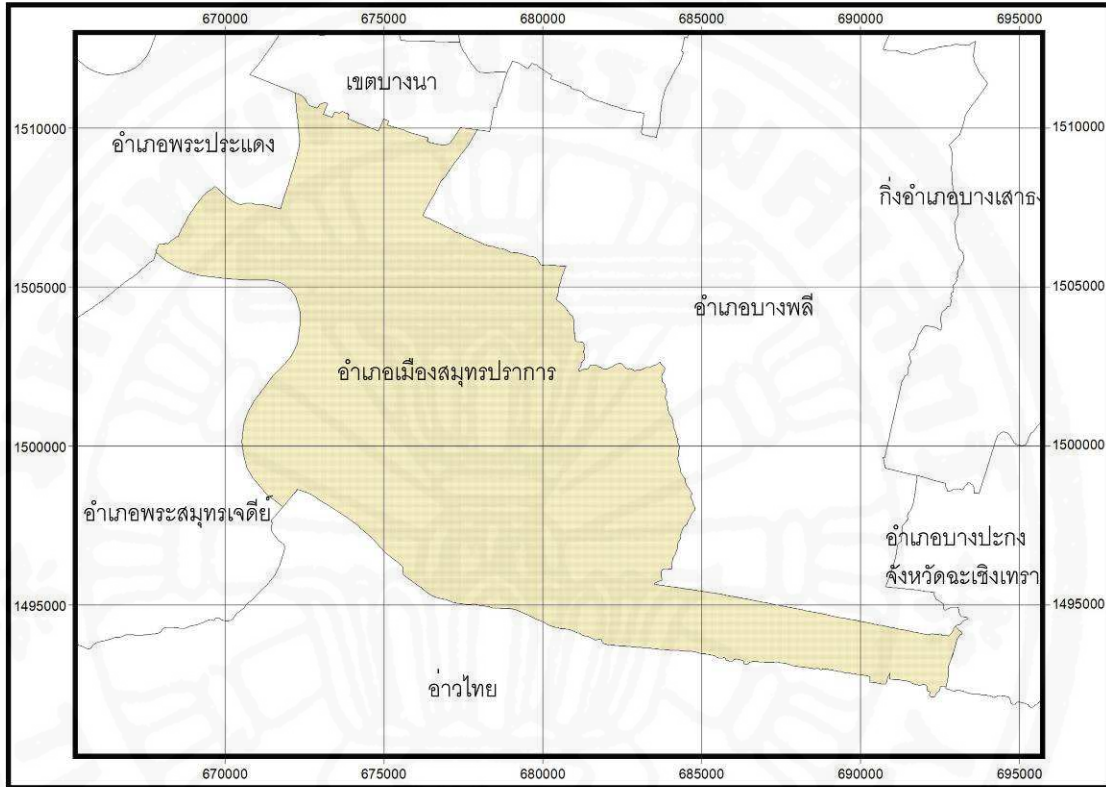 670000 675000 680000 685000 690000 695000
เขตบางนา
1510000 1510000
อำเภอพระประแดง
กิ่งอำเภอบางเสาธง
1505000 1505000
อำเภอบางพลี
อำเภอเมืองสมุทรปราการ
1500000 1500000
อำเภอพระสมุทรเจดีย์
อำเภอบางปะกง
จังหวัดฉะเชิงเทรา
1495000 1495000
อ่าวไทย
670000 675000 680000 685000 690000 695000